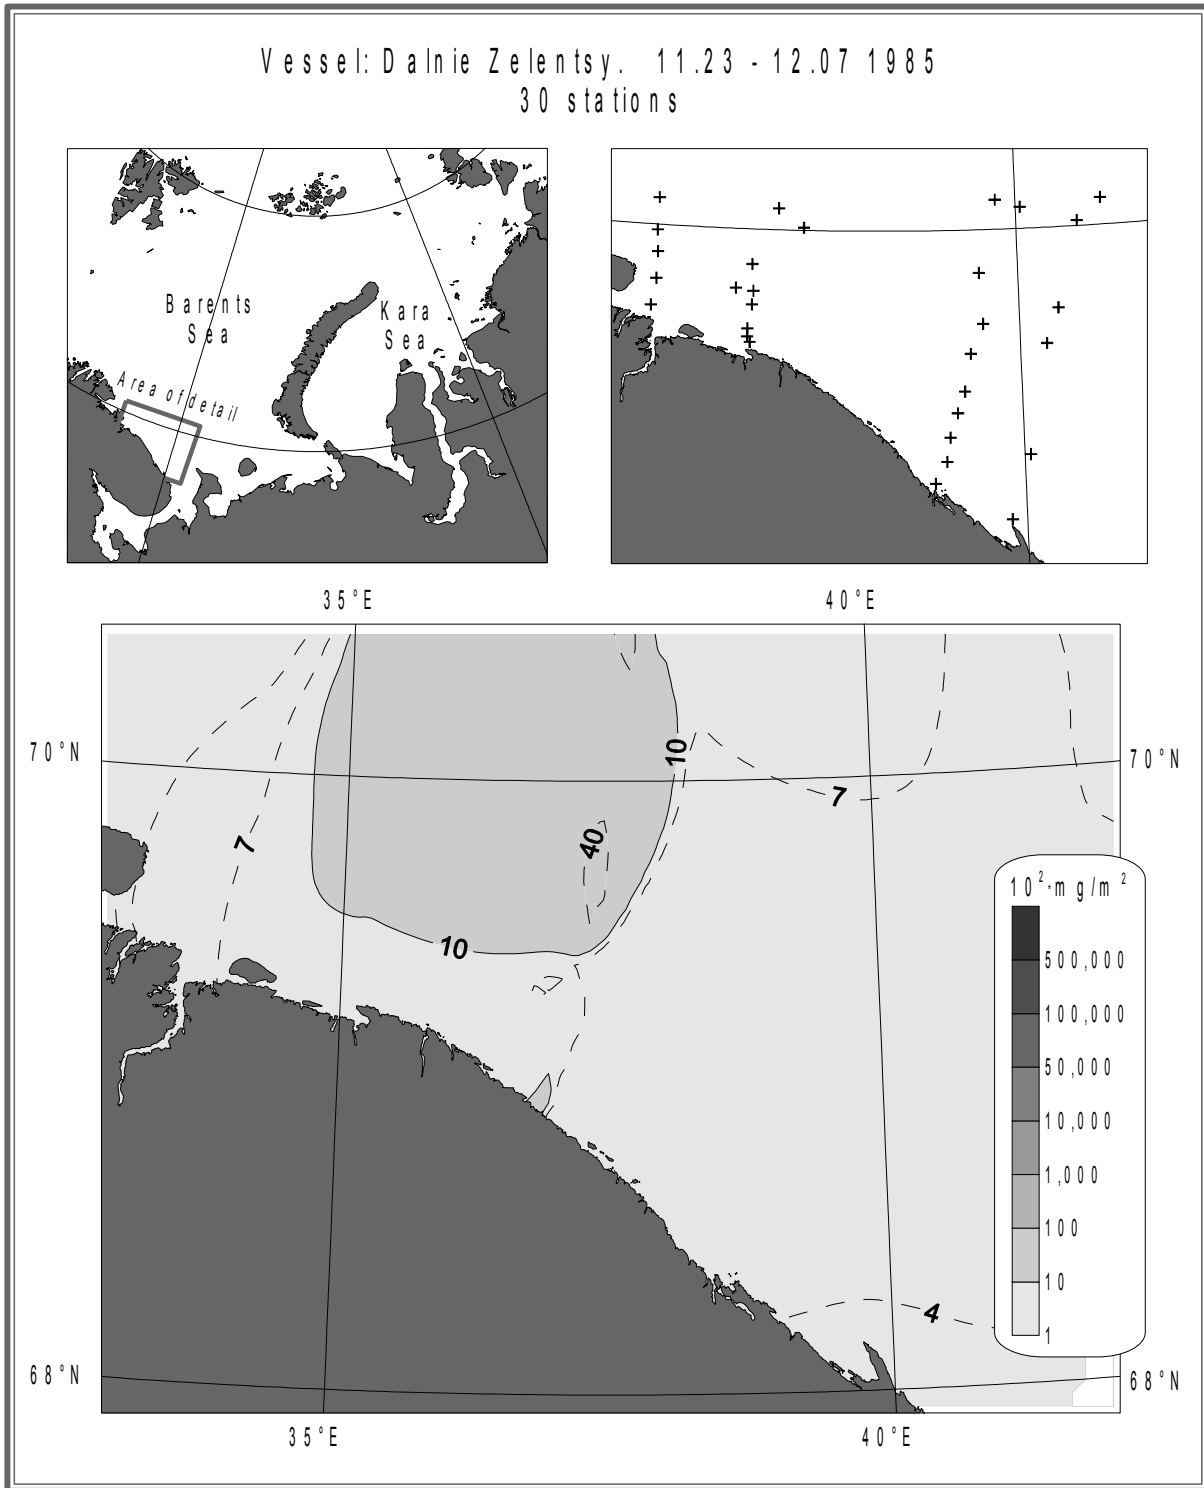 Vessel: Dalnie Zelentsy. 11.23 - 12.07 1985
30 stations
Barents
Sea
Kara
Sea
Area of detail
35°E
40°E
70°N
70°N
10
7
7
40
10
10²·mg/m²
500,000
100,000
50,000
10,000
1,000
100
10
1
4
68°N
68°N
35°E
40°E